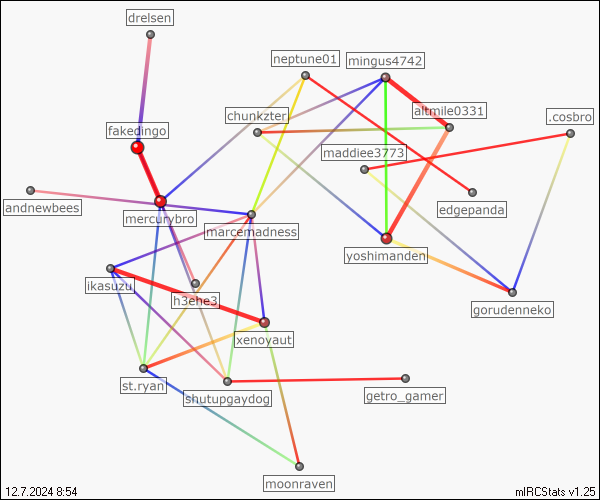 drelsen
neptune01
mingus4742
chunkzter
altmile0331
.cosbro
fakedingo
maddiee3773
andnewbees
mercurybro
edgepanda
marcemadness
yoshimanden
ikasuzu
h3ehe3
gorudenneko
xenoyaut
st.ryan
shutupgaydog
getro_gamer
moonraven
12.7.2024 8:54
mIRCStats v1.25